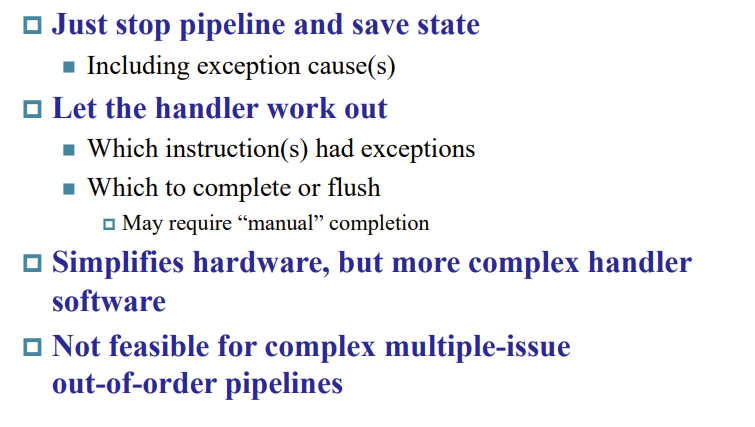 Just stop pipeline and save state
Including exception cause(s)
Let the handler work out
Which instruction(s) had exceptions
Which to complete or flush
May require “manual” completion
Simplifies hardware, but more complex handler
software
Not feasible for complex multiple-issue
out-of-order pipelines